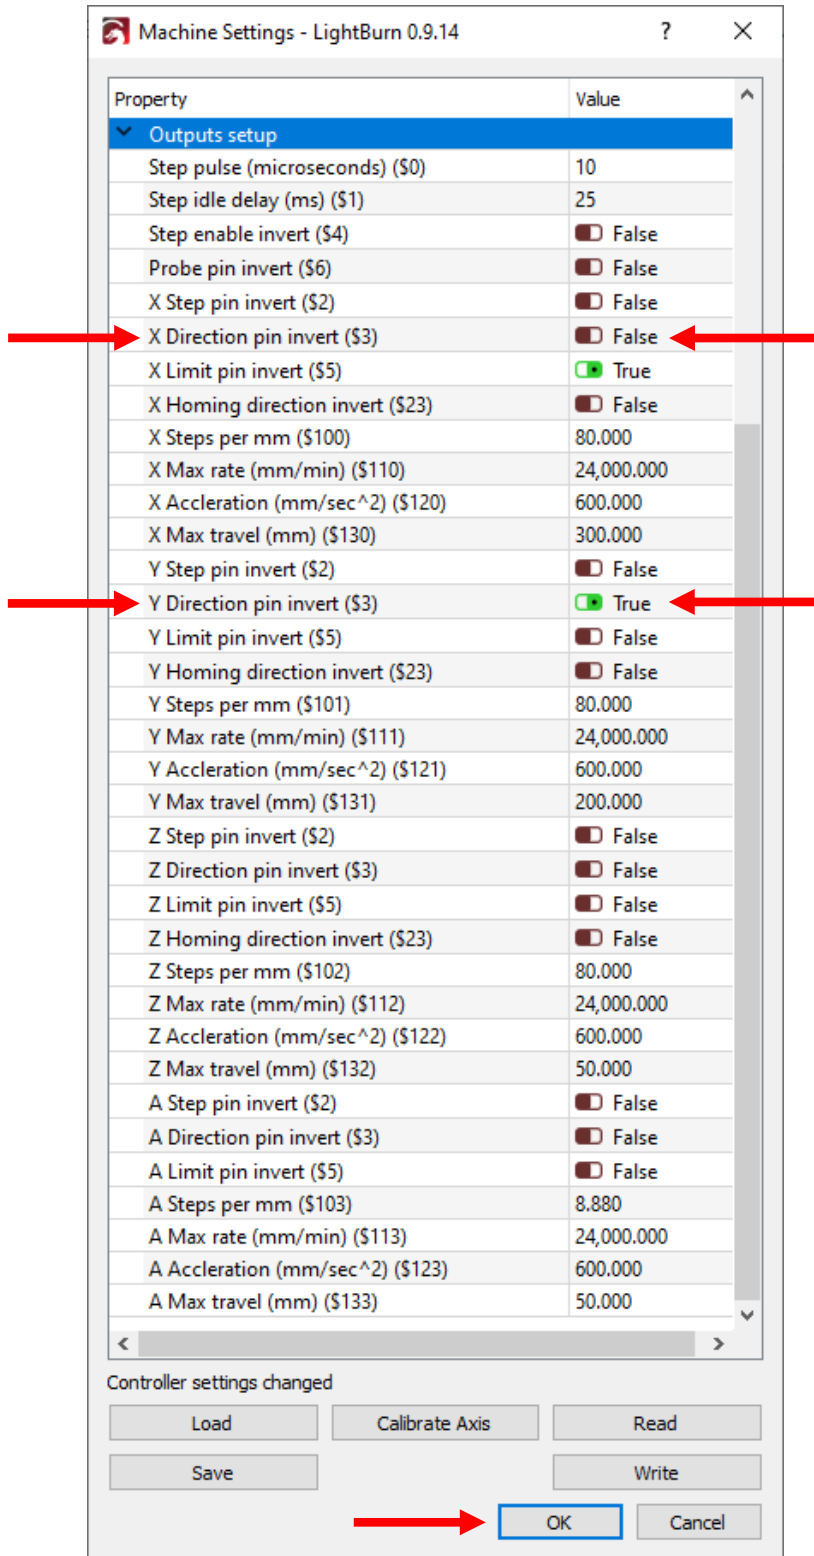 Machine Settings - LightBurn 0.9.14 ? ×
Property Value
Outputs setup
Step pulse (microseconds) ($0) 10
Step idle delay (ms) ($1) 25
Step enable invert ($4) False
Probe pin invert ($6) False
X Step pin invert ($2) False
X Direction pin invert ($3) False
X Limit pin invert ($5) True
X Homing direction invert ($23) False
X Steps per mm ($100) 80.000
X Max rate (mm/min) ($110) 24,000.000
X Accleration (mm/sec^2) ($120) 600.000
X Max travel (mm) ($130) 300.000
Y Step pin invert ($2) False
Y Direction pin invert ($3) True
Y Limit pin invert ($5) False
Y Homing direction invert ($23) False
Y Steps per mm ($101) 80.000
Y Max rate (mm/min) ($111) 24,000.000
Y Accleration (mm/sec^2) ($121) 600.000
Y Max travel (mm) ($131) 200.000
Z Step pin invert ($2) False
Z Direction pin invert ($3) False
Z Limit pin invert ($5) False
Z Homing direction invert ($23) False
Z Steps per mm ($102) 80.000
Z Max rate (mm/min) ($112) 24,000.000
Z Accleration (mm/sec^2) ($122) 600.000
Z Max travel (mm) ($132) 50.000
A Step pin invert ($2) False
A Direction pin invert ($3) False
A Limit pin invert ($5) False
A Steps per mm ($103) 8.880
A Max rate (mm/min) ($113) 24,000.000
A Accleration (mm/sec^2) ($123) 600.000
A Max travel (mm) ($133) 50.000
Controller settings changed
Load Calibrate Axis Read
Save Write
OK Cancel